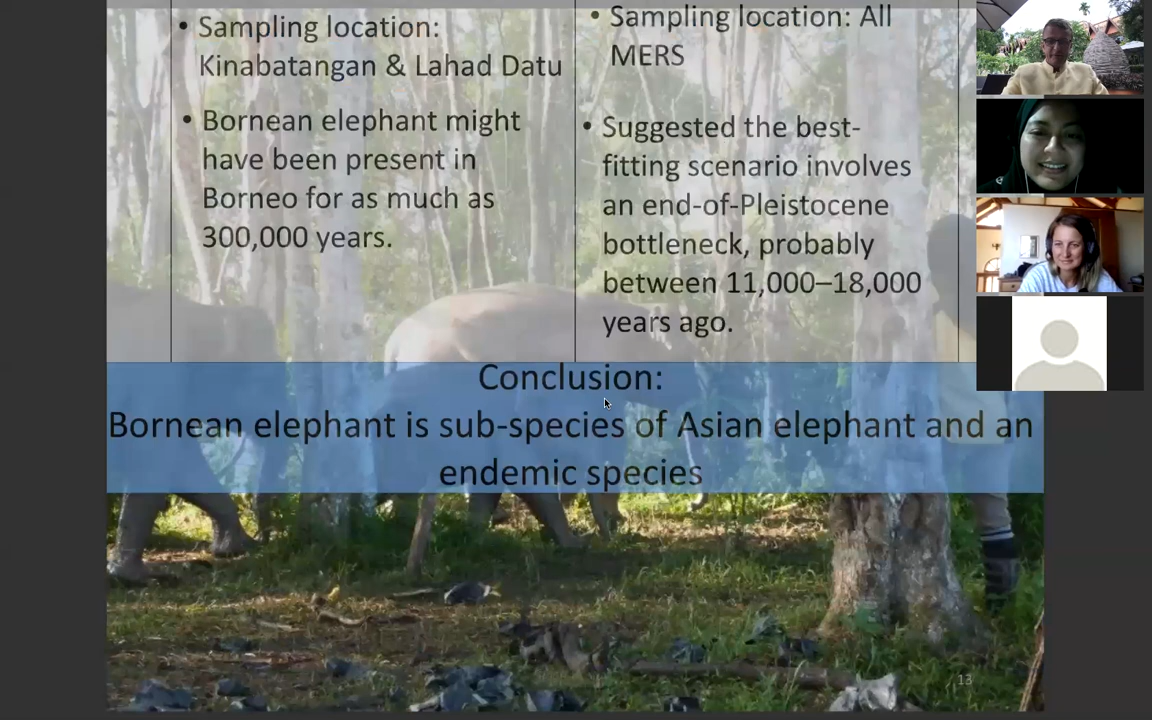 • Sampling location:
Kinabatangan & Lahad Datu
• Bornean elephant might
have been present in
Borneo for as much as
300,000 years.
• Sampling location: All
MERS
• Suggested the best-
fitting scenario involves
an end-of-Pleistocene
bottleneck, probably
between 11,000–18,000
years ago.
Conclusion:
Bornean elephant is sub-species of Asian elephant and an
endemic species
13